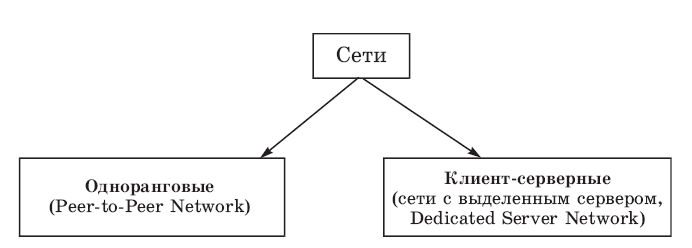 Сети
Одноранговые
(Peer-to-Peer Network)
Клиент-серверные
(сети с выделенным сервером,
Dedicated Server Network)